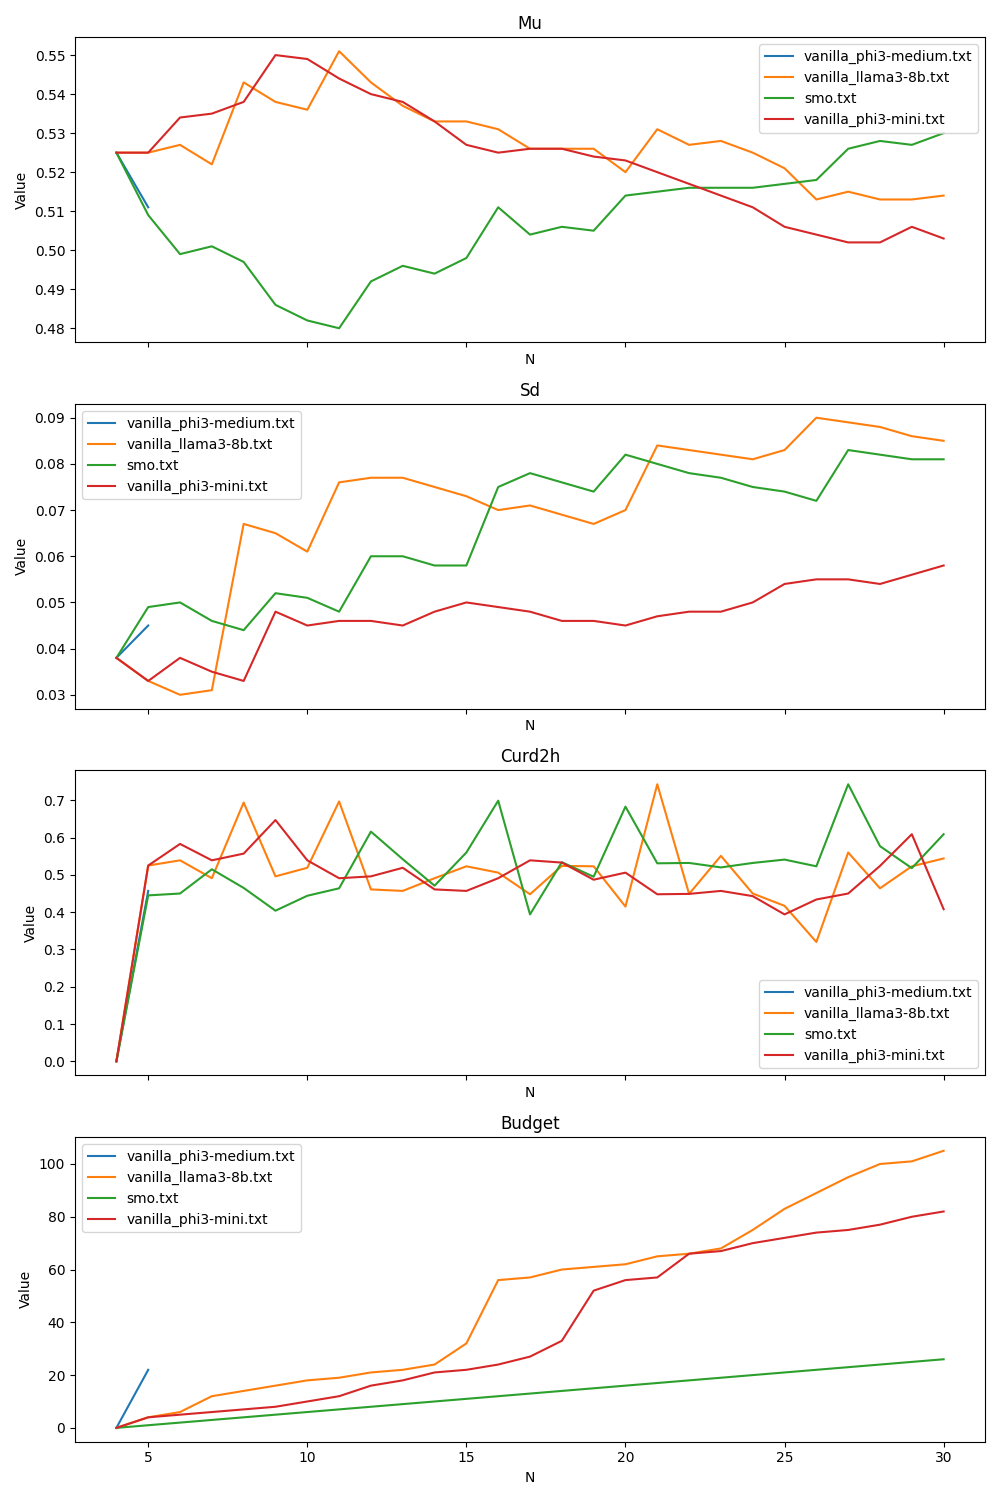 Mu
0.55
0.54
0.53
0.52
0.51
0.50
0.49
0.48
Value
N
vanilla_phi3-medium.txt
vanilla_llama3-8b.txt
smo.txt
vanilla_phi3-mini.txt
Sd
0.09
0.08
0.07
0.06
0.05
0.04
0.03
Value
N
vanilla_phi3-medium.txt
vanilla_llama3-8b.txt
smo.txt
vanilla_phi3-mini.txt
Curd2h
0.7
0.6
0.5
0.4
0.3
0.2
0.1
0.0
Value
N
vanilla_phi3-medium.txt
vanilla_llama3-8b.txt
smo.txt
vanilla_phi3-mini.txt
Budget
100
80
60
40
20
0
Value
vanilla_phi3-medium.txt
vanilla_llama3-8b.txt
smo.txt
vanilla_phi3-mini.txt
5 10 15 20 25 30
N